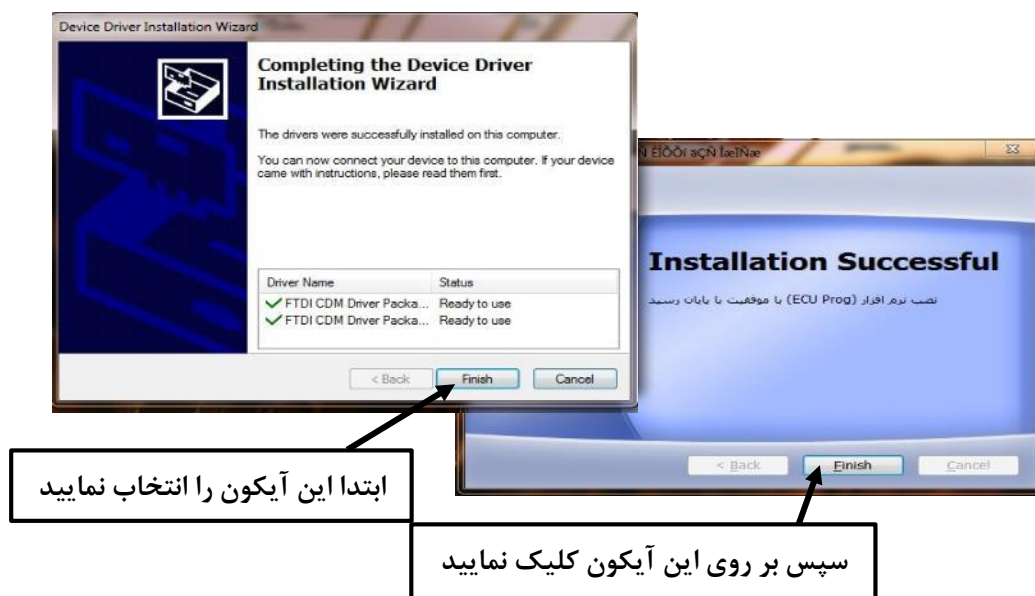 Device Driver Installation Wizard
Completing the Device Driver
Installation Wizard
The drivers were successfully installed on this computer.
You can now connect your device to this computer. If your device
came with instructions, please read them first.
Driver Name Status
FTDI CDM Driver Packa... Ready to use
FTDI CDM Driver Packa... Ready to use
< Back Finish Cancel
Installation Successful
نصب نرم افزار (ECU Prog) با موفقیت با پایان رسید
< Back Finish Cancel
ابتدا این آیکون را انتخاب نمایید
سپس بر روی این آیکون کلیک نمایید